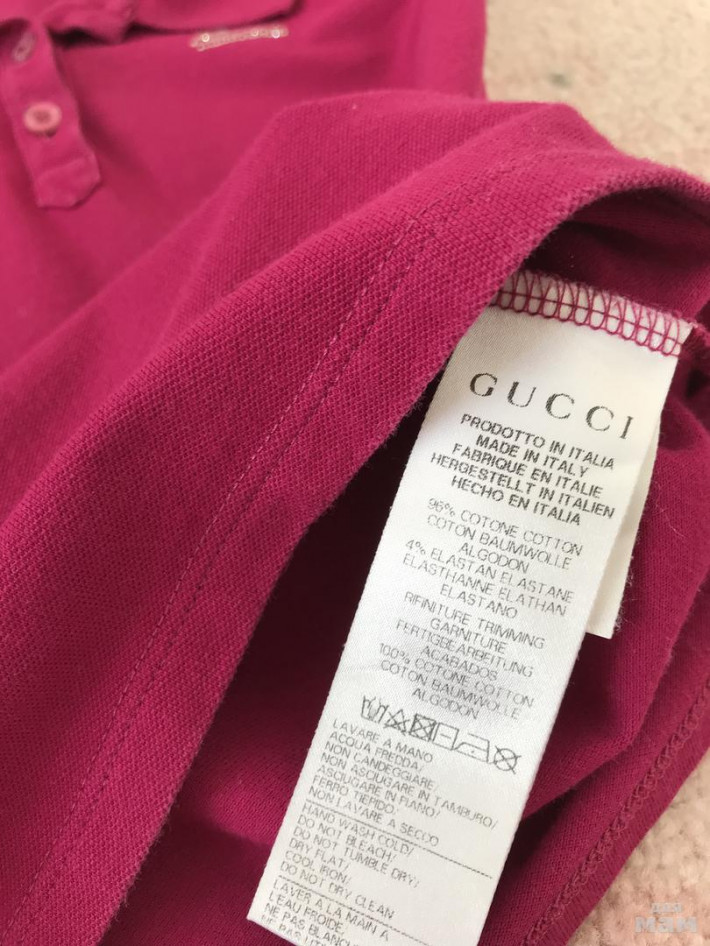 GUCCI
PRODOTTO IN ITALIA
MADE IN ITALY
FABRIQUE EN ITALIE
HERGESTELLT IN ITALIEN
HECHO EN ITALIA
96% COTONE COTTON
COTON BAUMWOLLE
ALGODON
4% ELASTAN ELASTANE
ELASTHANNE ELATHAN
ELASTANO
RIFINITURE TRIMMING
GARNITURE
FERTIGBEARBEITUNG
ACABADOS
100% COTONE COTTON
COTON BAUMWOLLE
ALGODON
LAVARE A MANO
ACQUA FREDDA/
NON CANDEGGIARE/
NON ASCIUGARE IN TAMBURO/
ASCIUGARE IN PIANO/
FERRO TIEPIDO/
NON LAVARE A SECCO
HAND WASH COLD/
DO NOT BLEACH/
DO NOT TUMBLE DRY/
DRY FLAT/
COOL IRON/
DO NOT DRY CLEAN
LAVER A LA MAIN A
L'EAU FROIDE/
NE PAS BLANCHIR/
для
мам